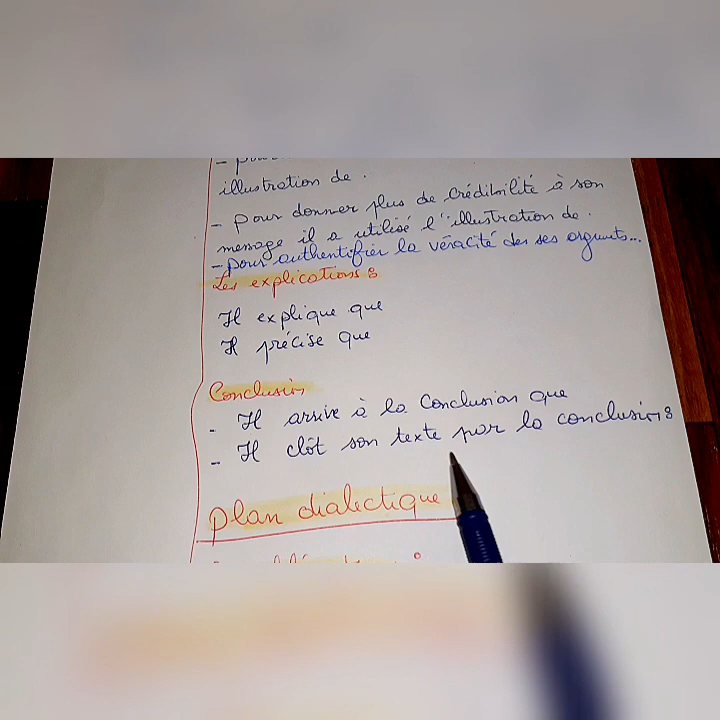 illustration de.
- pour donner plus de crédibilité à son
message il a utilisé l'illustration de.
- pour authentifier la véracité des ses argumts...
Les explications :
Il explique que
Il précise que
Conclusion
- Il arrive à la Conclusion que
- Il clôt son texte par la conclusion :
plan dialectique